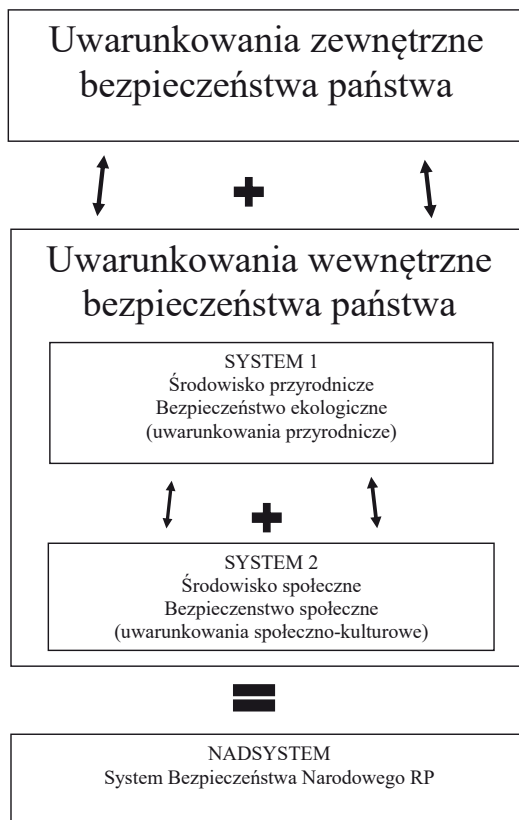 Uwarunkowania zewnętrzne
bezpieczeństwa państwa
Uwarunkowania wewnętrzne
bezpieczeństwa państwa
SYSTEM 1
Środowisko przyrodnicze
Bezpieczeństwo ekologiczne
(uwarunkowania przyrodnicze)
SYSTEM 2
Środowisko społeczne
Bezpieczenstwo społeczne
(uwarunkowania społeczno-kulturowe)
NADSYSTEM
System Bezpieczeństwa Narodowego RP